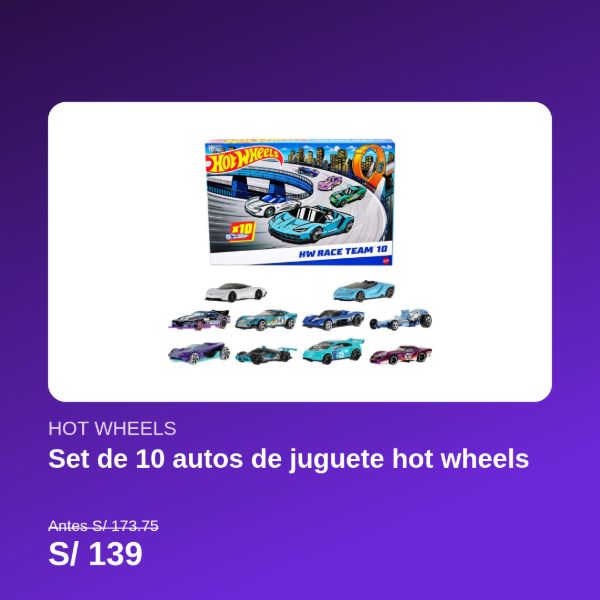 HOT WHEELS
x10
HW RACE TEAM 10
HOT WHEELS
Set de 10 autos de juguete hot wheels
Antes S/ 173.75
S/ 139